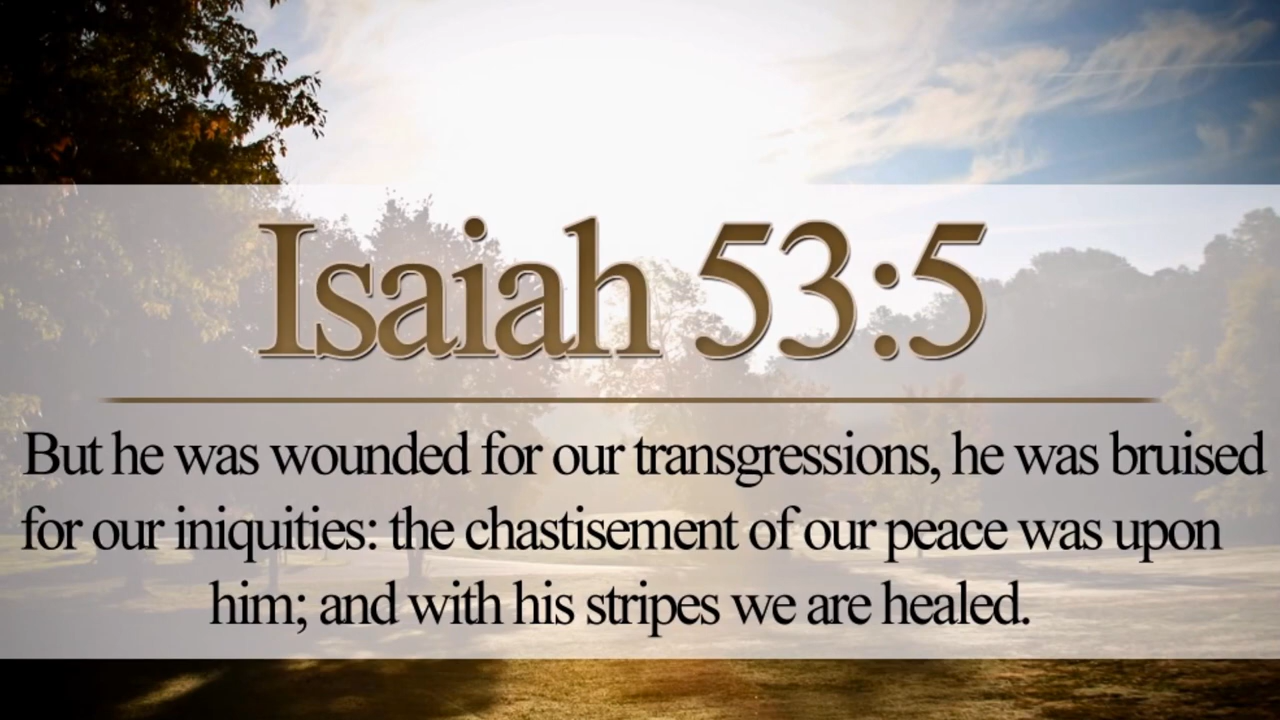 Isaiah 53:5
But he was wounded for our transgressions, he was bruised
for our iniquities: the chastisement of our peace was upon
him; and with his stripes we are healed.